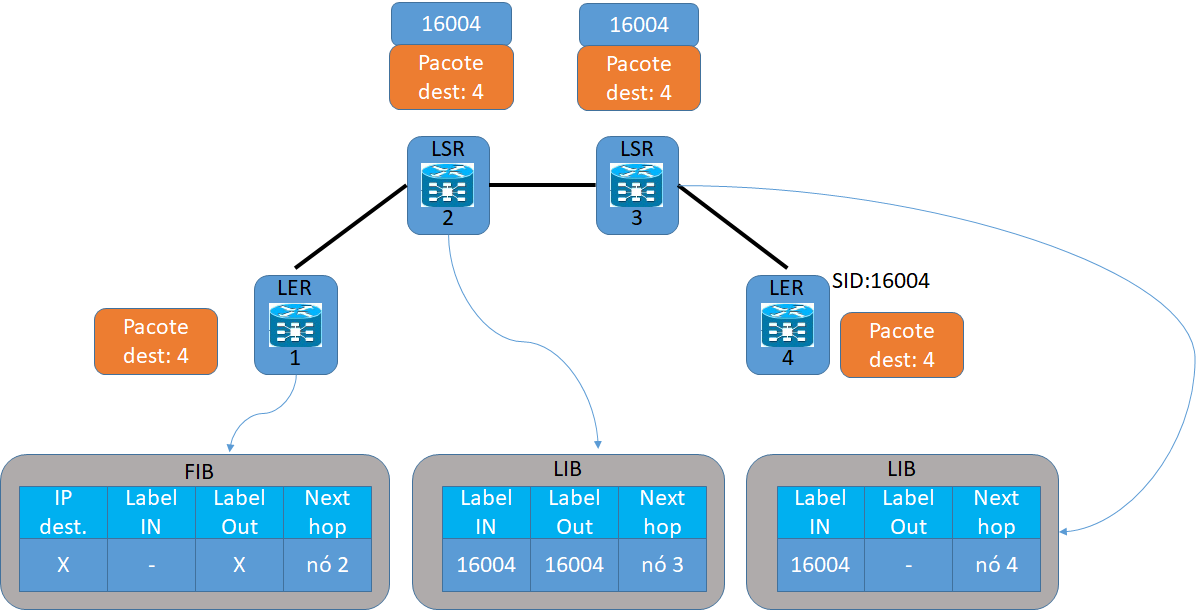 16004
Pacote
dest: 4
16004
Pacote
dest: 4
LSR
2
LSR
3
LER
1
Pacote
dest: 4
LER
4
SID:16004
Pacote
dest: 4
FIB
IP dest.
Label IN
Label Out
Next hop
X
-
X
nó 2
LIB
Label IN
Label Out
Next hop
16004
16004
nó 3
LIB
Label IN
Label Out
Next hop
16004
-
nó 4